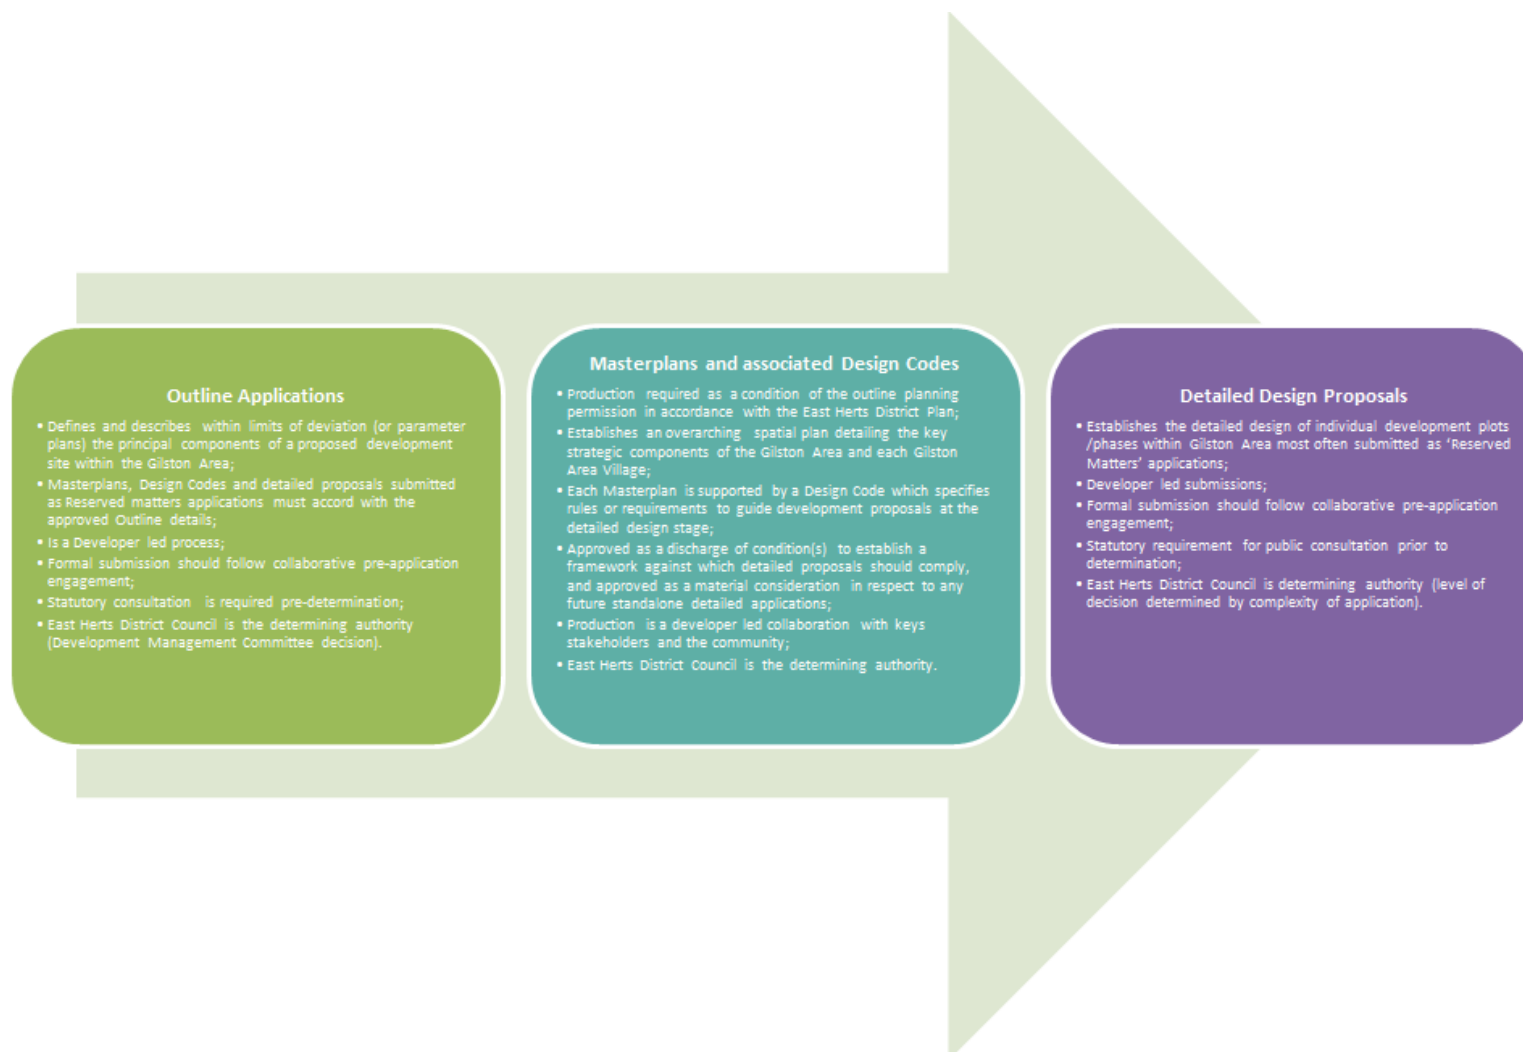 Outline Applications
▪ Defines and describes within limits of deviation (or parameter
plans) the principal components of a proposed development
site within the Gilston Area;
▪ Masterplans, Design Codes and detailed proposals submitted
as Reserved matters applications must accord with the
approved Outline details;
▪ Is a Developer led process;
▪ Formal submission should follow collaborative pre-application
engagement;
▪ Statutory consultation is required pre-determination;
▪ East Herts District Council is the determining authority
(Development Management Committee decision).
Masterplans and associated Design Codes
▪ Production required as a condition of the outline planning
permission in accordance with the East Herts District Plan;
▪ Establishes an overarching spatial plan detailing the key
strategic components of the Gilston Area and each Gilston
Area Village;
▪ Each Masterplan is supported by a Design Code which specifies
rules or requirements to guide development proposals at the
detailed design stage;
▪ Approved as a discharge of condition(s) to establish a
framework against which detailed proposals should comply,
and approved as a material consideration in respect to any
future standalone detailed applications;
▪ Production is a developer led collaboration with keys
stakeholders and the community;
▪ East Herts District Council is the determining authority.
Detailed Design Proposals
▪ Establishes the detailed design of individual development plots
/phases within Gilston Area most often submitted as ‘Reserved
Matters’ applications;
▪ Developer led submissions;
▪ Formal submission should follow collaborative pre-application
engagement;
▪ Statutory requirement for public consultation prior to
determination;
▪ East Herts District Council is determining authority (level of
decision determined by complexity of application).